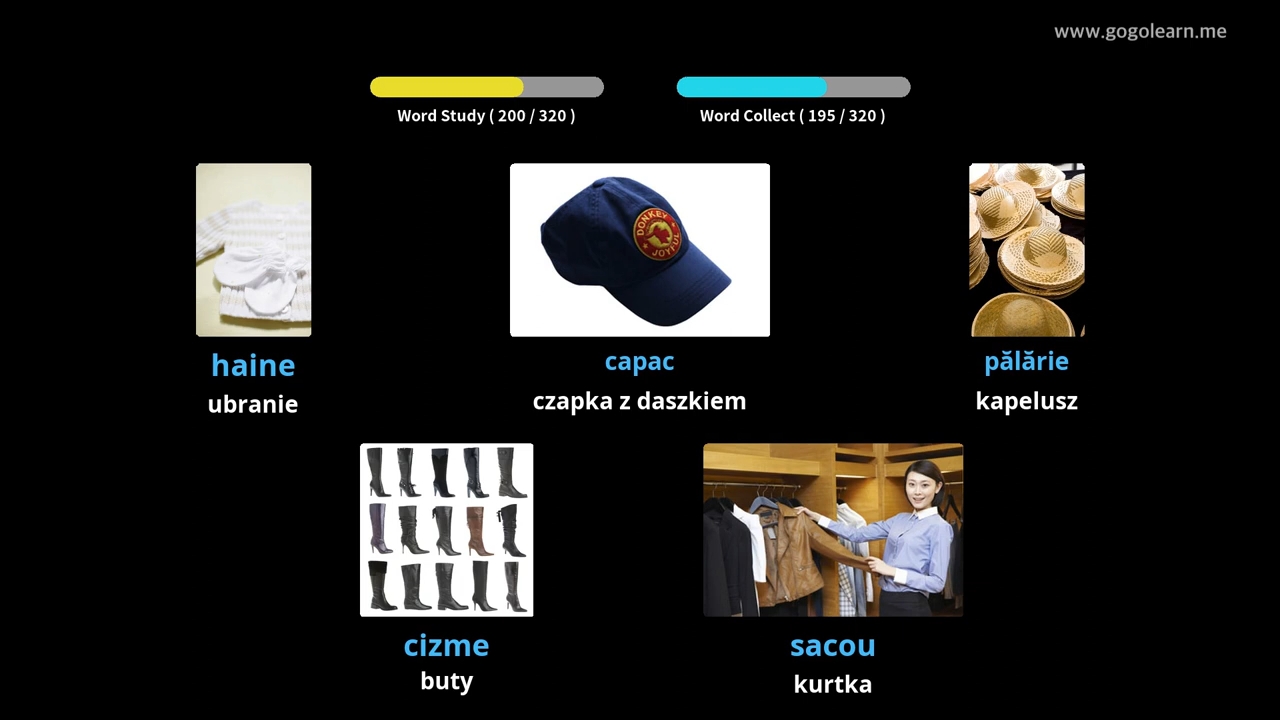 www.gogolearn.me
Word Study ( 200 / 320 )
Word Collect ( 195 / 320 )
DONKEY
JOYFUL
haine
ubranie
capac
czapka z daszkiem
pălărie
kapelusz
cizme
buty
sacou
kurtka